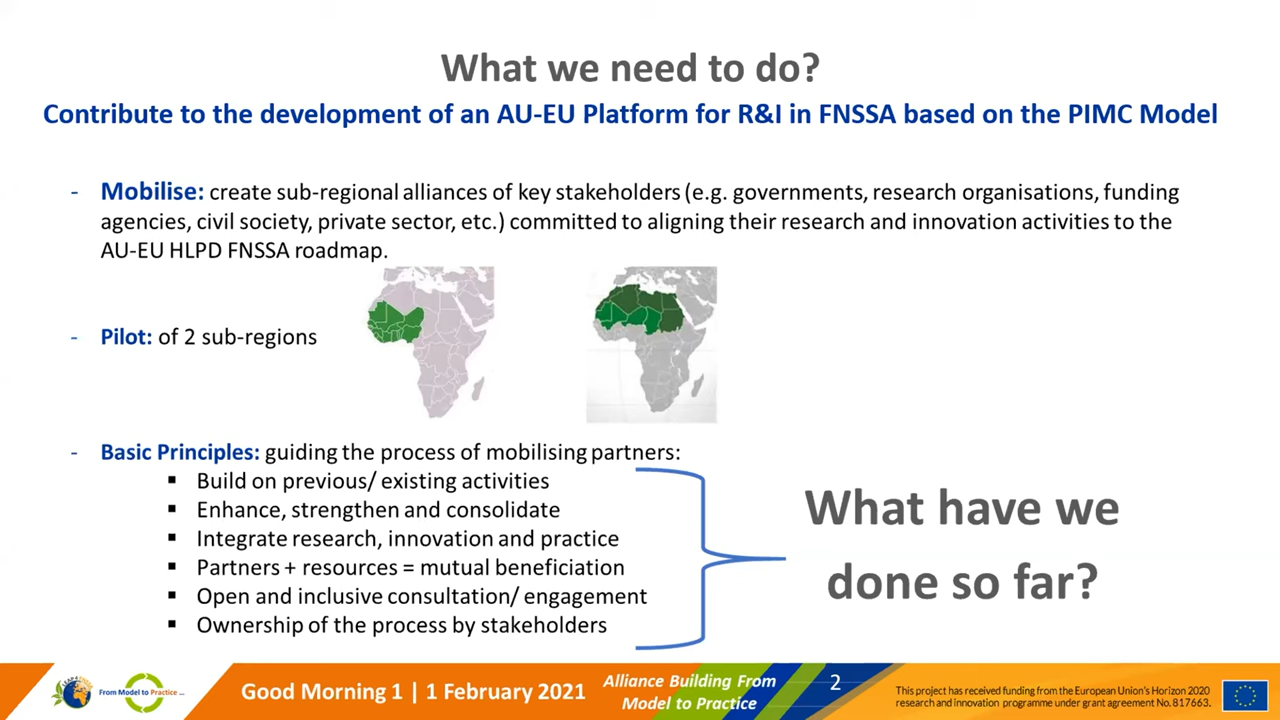 What we need to do?
Contribute to the development of an AU-EU Platform for R&I in FNSSA based on the PIMC Model
- Mobilise: create sub-regional alliances of key stakeholders (e.g. governments, research organisations, funding
agencies, civil society, private sector, etc.) committed to aligning their research and innovation activities to the
AU-EU HLPD FNSSA roadmap.
- Pilot: of 2 sub-regions
- Basic Principles: guiding the process of mobilising partners:
▪ Build on previous/ existing activities
▪ Enhance, strengthen and consolidate
▪ Integrate research, innovation and practice
▪ Partners + resources = mutual beneficiation
▪ Open and inclusive consultation/ engagement
▪ Ownership of the process by stakeholders
What have we
done so far?
From Model to Practice ...
Good Morning 1 | 1 February 2021
Alliance Building From
Model to Practice
2
This project has received funding from the European Union's Horizon 2020
research and innovation programme under grant agreement No. 817663.